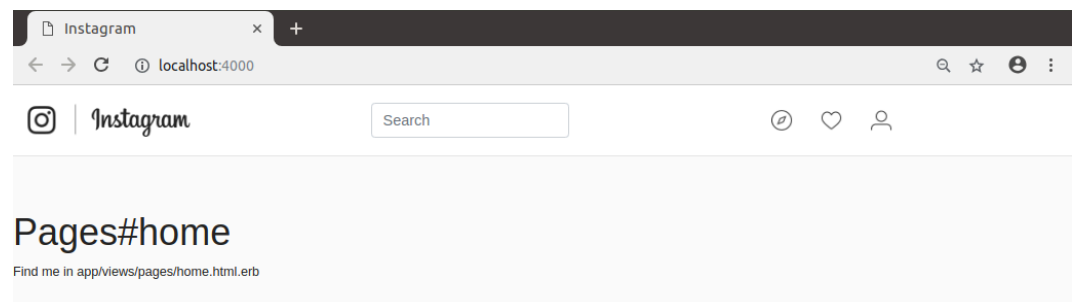 Instagram
localhost:4000
Instagram Search
Pages#home
Find me in app/views/pages/home.html.erb